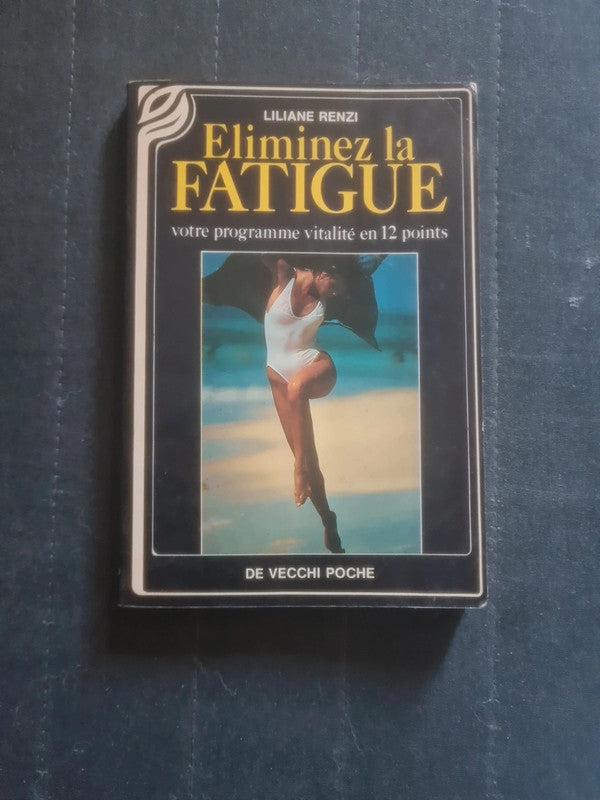 LILIANE RENZI
Eliminez la
FATIGUE
votre programme vitalité en 12 points
DE VECCHI POCHE